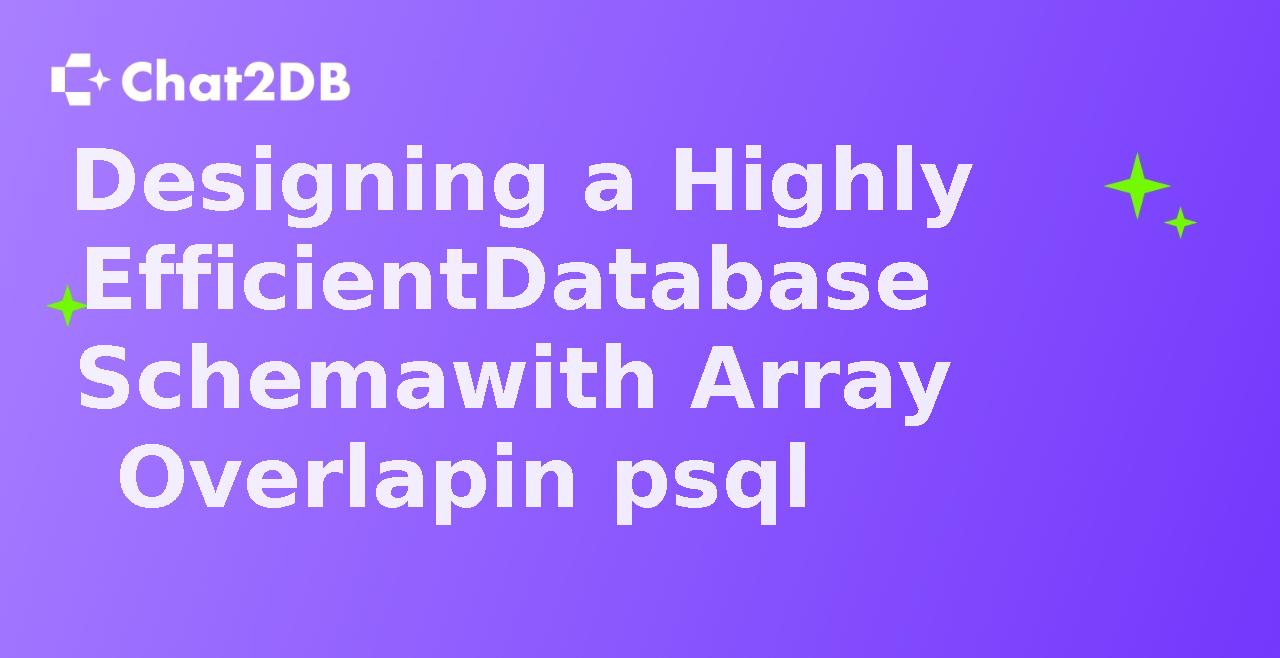 Chat2DB
Designing a Highly
EfficientDatabase
Schemawith Array
Overlapin psql